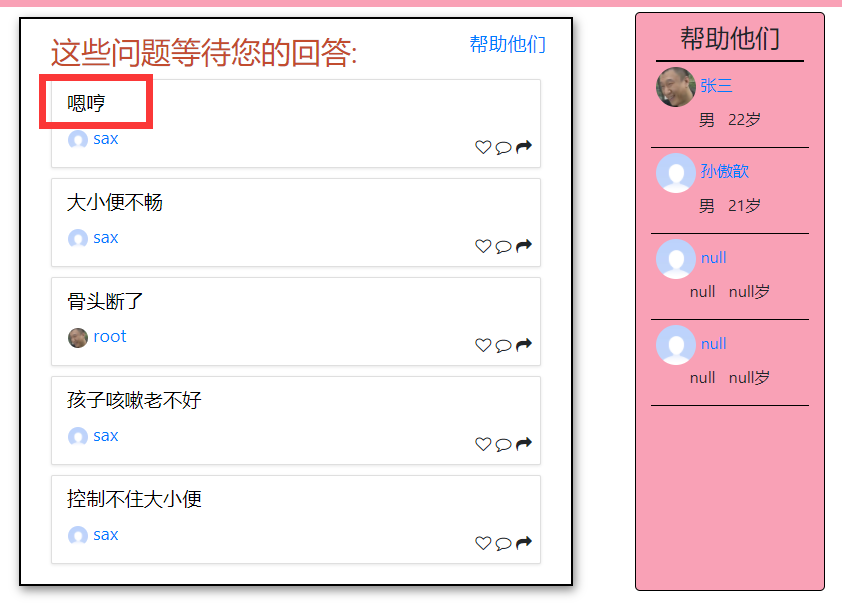 这些问题等待您的回答:
帮助他们
嗯哼
sax
大小便不畅
sax
骨头断了
root
孩子咳嗽老不好
sax
控制不住大小便
sax
帮助他们
张三
男 22岁
孙傲歆
男 21岁
null
null null岁
null
null null岁